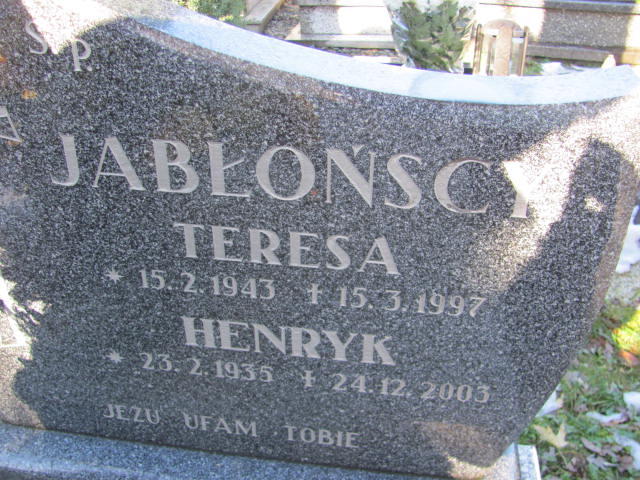 Ś.P.
JABŁOŃSCY
TERESA
* 15.2.1943 + 15.3.1997
HENRYK
* 23.2.1935 + 24.12.2003
JEZU UFAM TOBIE